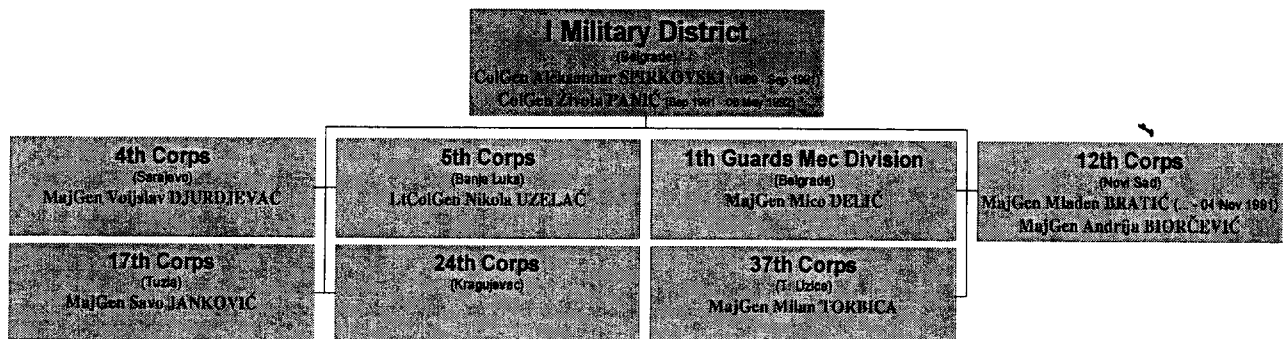 I Military District
(Belgrade)
ColGen Aleksandar SPIRKOVSKI (1989 - Sep 1991)
ColGen Života PANIĆ (Sep 1991 - 08 May 1992)
4th Corps
(Sarajevo)
MajGen Voijslav DJURDJEVAC
5th Corps
(Banja Luka)
LtColGen Nikola UZELAĆ
1th Guards Mec Division
(Belgrade)
MajGen Mico DELIĆ
12th Corps
(Novi Sad)
MajGen Mladen BRATIĆ (... - 04 Nov 1991)
MajGen Andrija BIORČEVIĆ
17th Corps
(Tuzla)
MajGen Savo JANKOVIĆ
24th Corps
(Kragujevac)
37th Corps
(T. Uzice)
MajGen Milan TORBICA